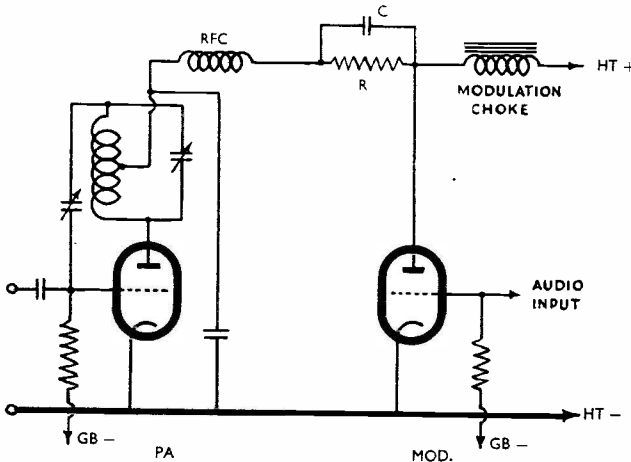 C
RFC
R
HT +
MODULATION
CHOKE
AUDIO
INPUT
HT −
GB −
PA
MOD.
GB −